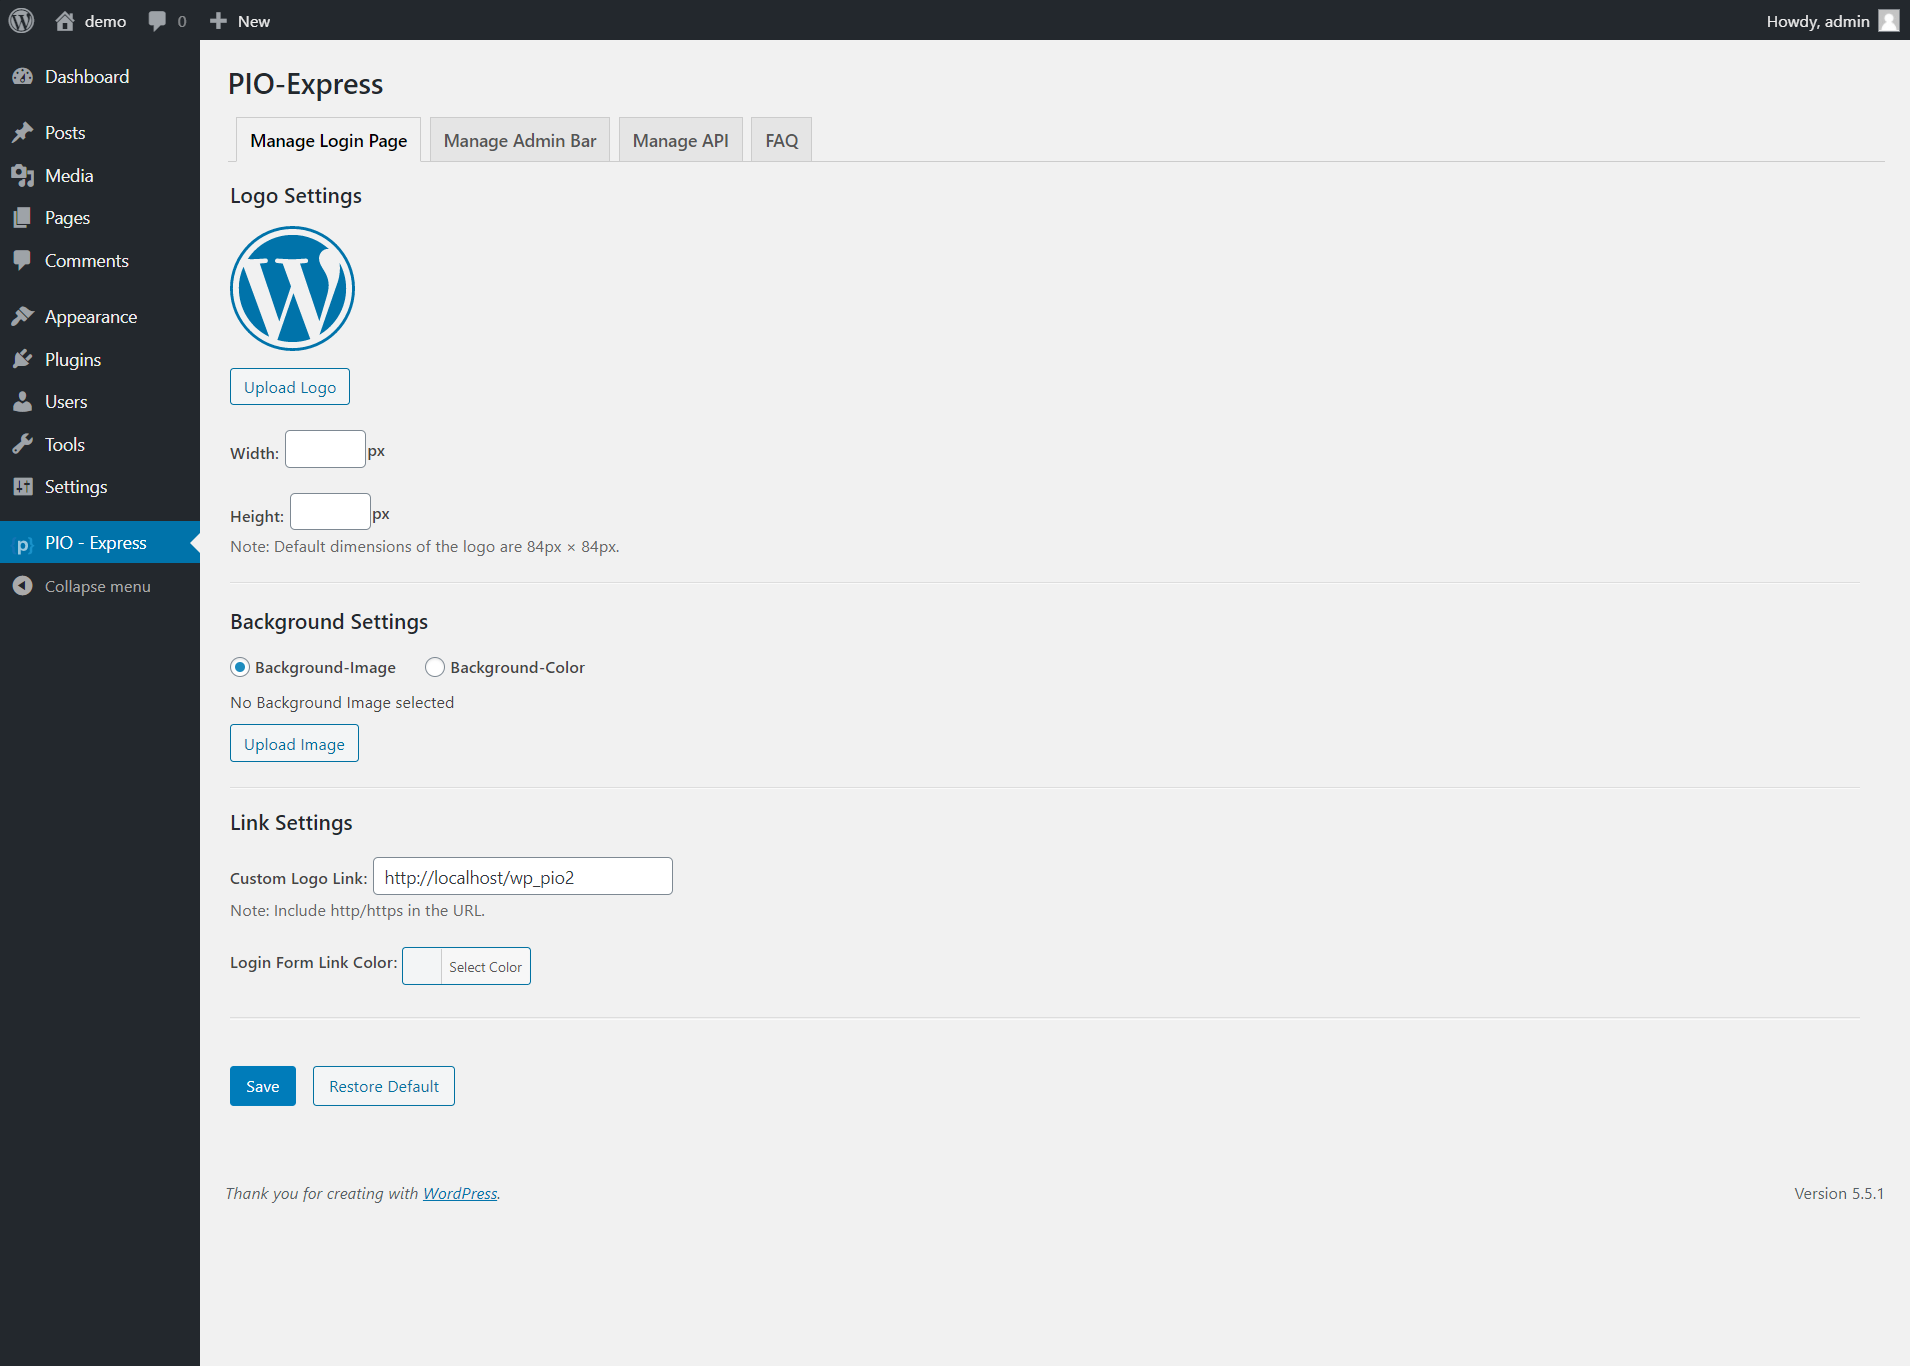 demo 0 New Howdy, admin
Dashboard
Posts
Media
Pages
Comments
Appearance
Plugins
Users
Tools
Settings
PIO - Express
Collapse menu
PIO-Express
Manage Login Page Manage Admin Bar Manage API FAQ
Logo Settings
Upload Logo
Width: px
Height: px
Note: Default dimensions of the logo are 84px × 84px.
Background Settings
Background-Image Background-Color
No Background Image selected
Upload Image
Link Settings
Custom Logo Link: http://localhost/wp_pio2
Note: Include http/https in the URL.
Login Form Link Color: Select Color
Save Restore Default
Thank you for creating with WordPress. Version 5.5.1